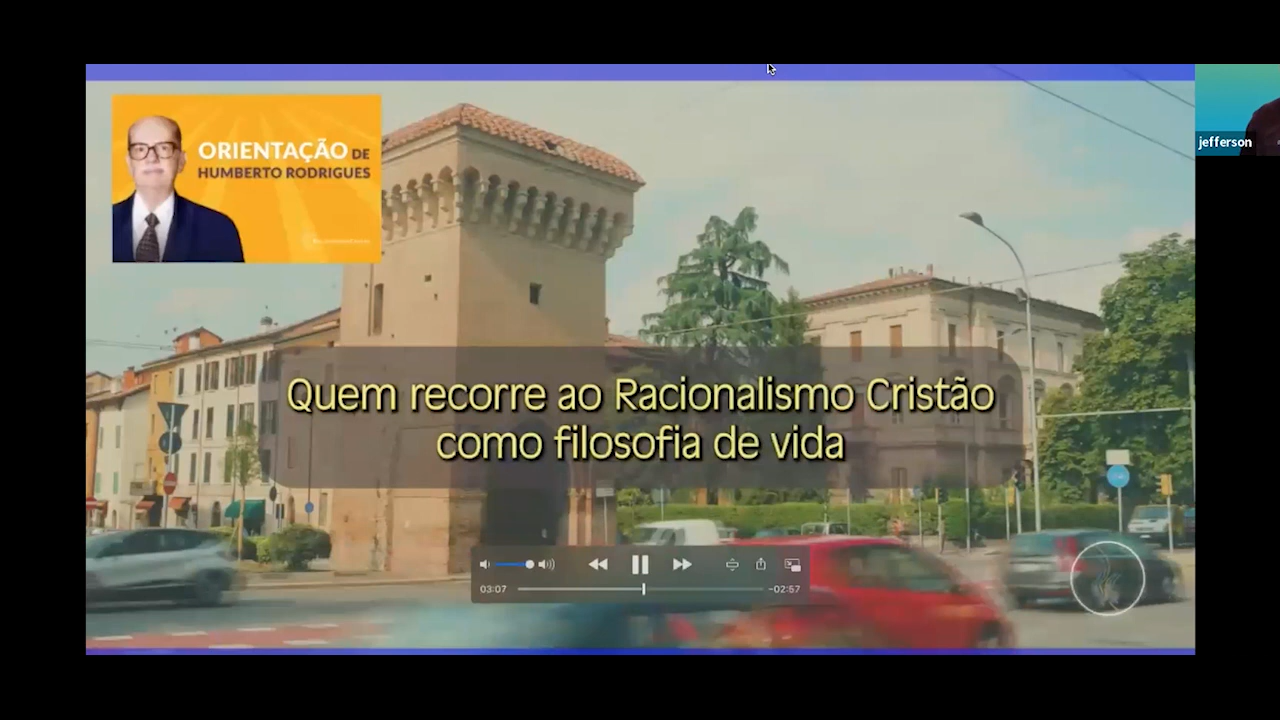 ORIENTAÇÃO DE
HUMBERTO RODRIGUES
jefferson
Quem recorre ao Racionalismo Cristão
como filosofia de vida
03:07
-02:57